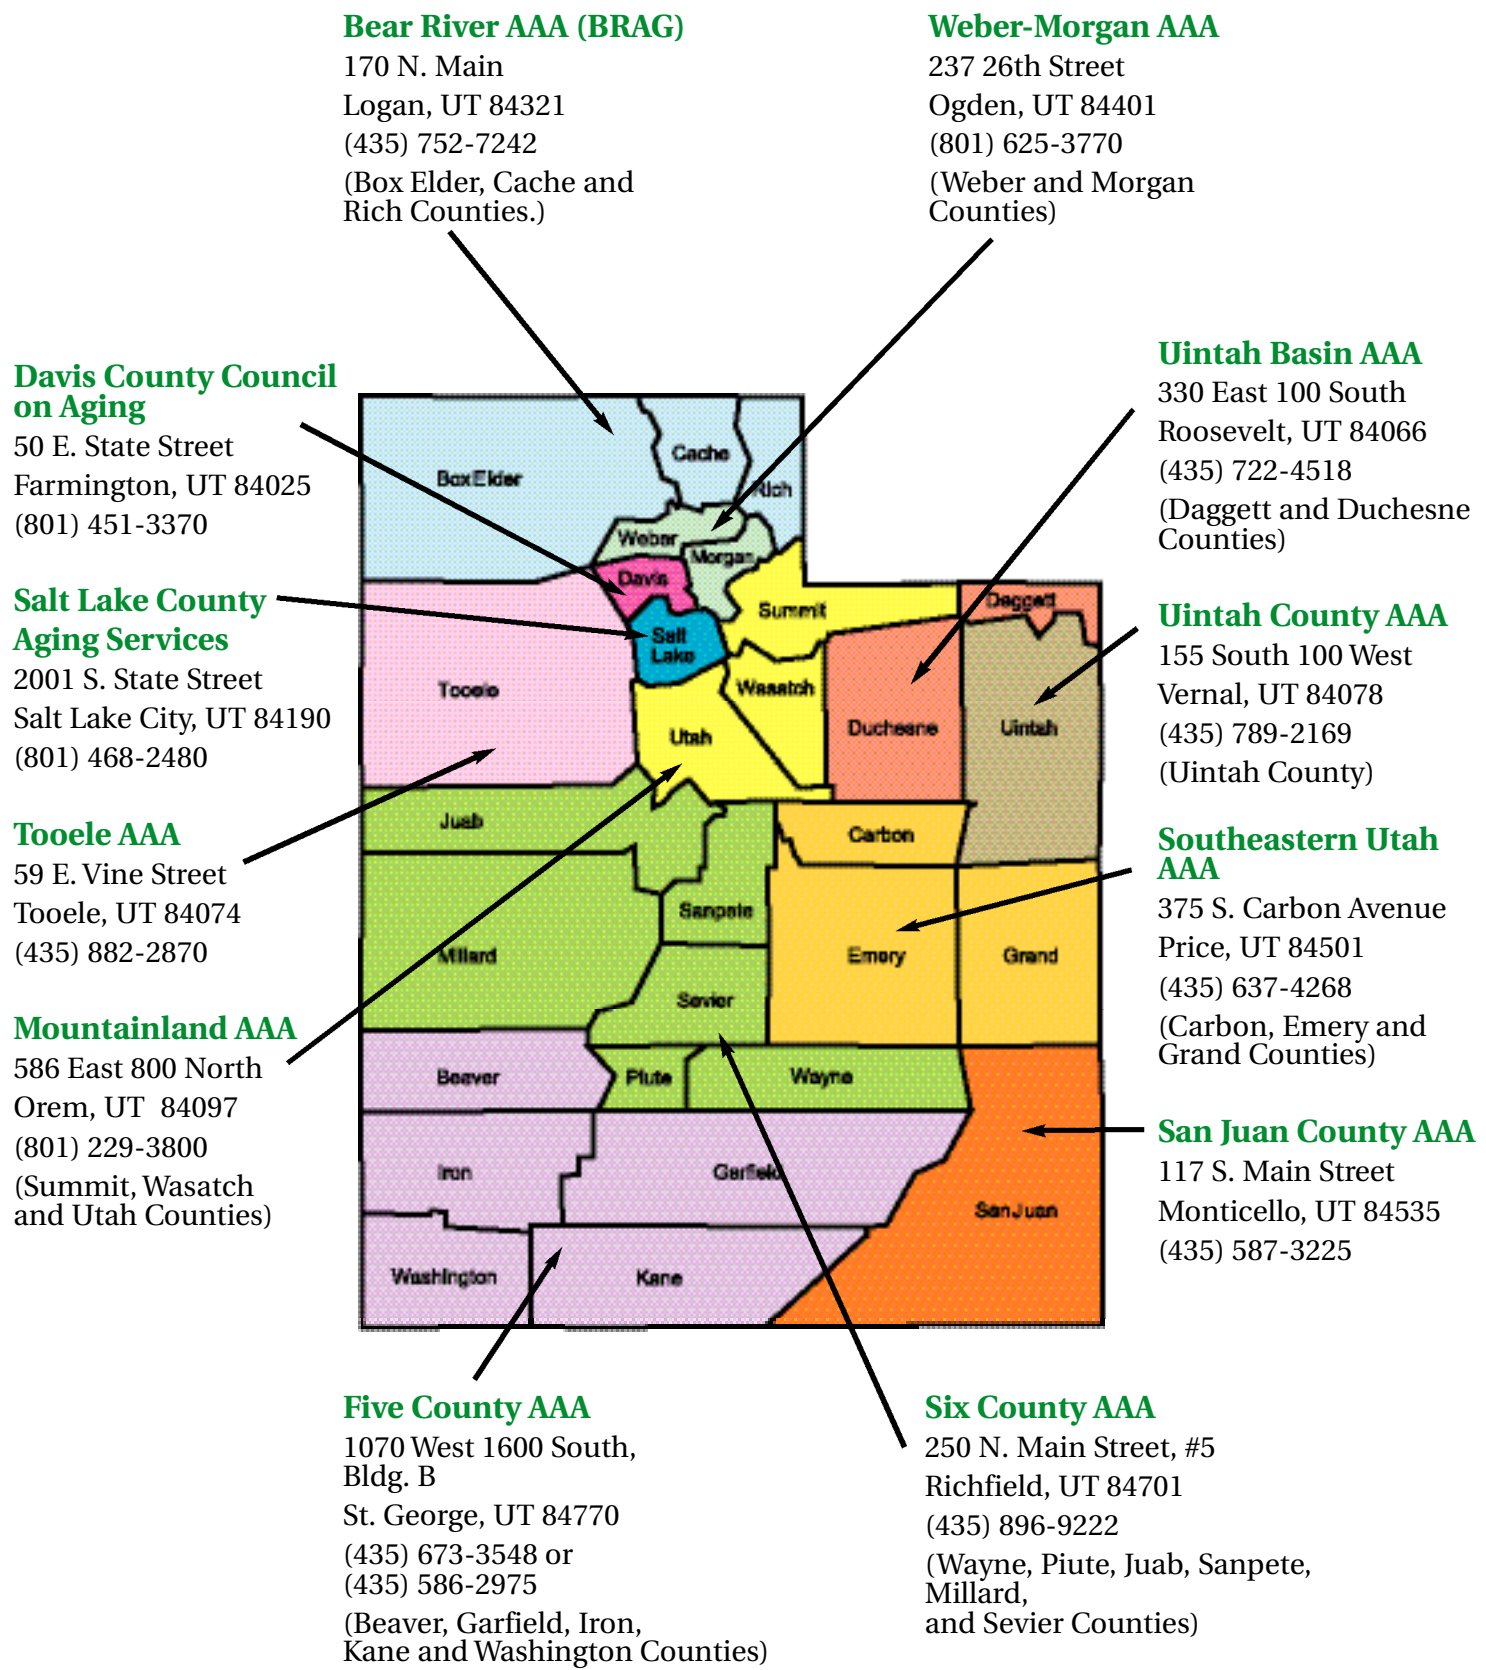 Bear River AAA (BRAG)
170 N. Main
Logan, UT 84321
(435) 752-7242
(Box Elder, Cache and
Rich Counties.)
Weber-Morgan AAA
237 26th Street
Ogden, UT 84401
(801) 625-3770
(Weber and Morgan
Counties)
Davis County Council
on Aging
50 E. State Street
Farmington, UT 84025
(801) 451-3370
Salt Lake County
Aging Services
2001 S. State Street
Salt Lake City, UT 84190
(801) 468-2480
Tooele AAA
59 E. Vine Street
Tooele, UT 84074
(435) 882-2870
Mountainland AAA
586 East 800 North
Orem, UT 84097
(801) 229-3800
(Summit, Wasatch
and Utah Counties)
Box Elder
Cache
Rich
Weber
Morgan
Davis
Summit
Daggett
Salt
Lake
Tooele
Wasatch
Utah
Duchesne
Uintah
Juab
Carbon
Sanpete
Millard
Emery
Grand
Sevier
Beaver
Piute
Wayne
Iron
Garfield
San Juan
Washington
Kane
Uintah Basin AAA
330 East 100 South
Roosevelt, UT 84066
(435) 722-4518
(Daggett and Duchesne
Counties)
Uintah County AAA
155 South 100 West
Vernal, UT 84078
(435) 789-2169
(Uintah County)
Southeastern Utah
AAA
375 S. Carbon Avenue
Price, UT 84501
(435) 637-4268
(Carbon, Emery and
Grand Counties)
San Juan County AAA
117 S. Main Street
Monticello, UT 84535
(435) 587-3225
Five County AAA
1070 West 1600 South,
Bldg. B
St. George, UT 84770
(435) 673-3548 or
(435) 586-2975
(Beaver, Garfield, Iron,
Kane and Washington Counties)
Six County AAA
250 N. Main Street, #5
Richfield, UT 84701
(435) 896-9222
(Wayne, Piute, Juab, Sanpete,
Millard,
and Sevier Counties)